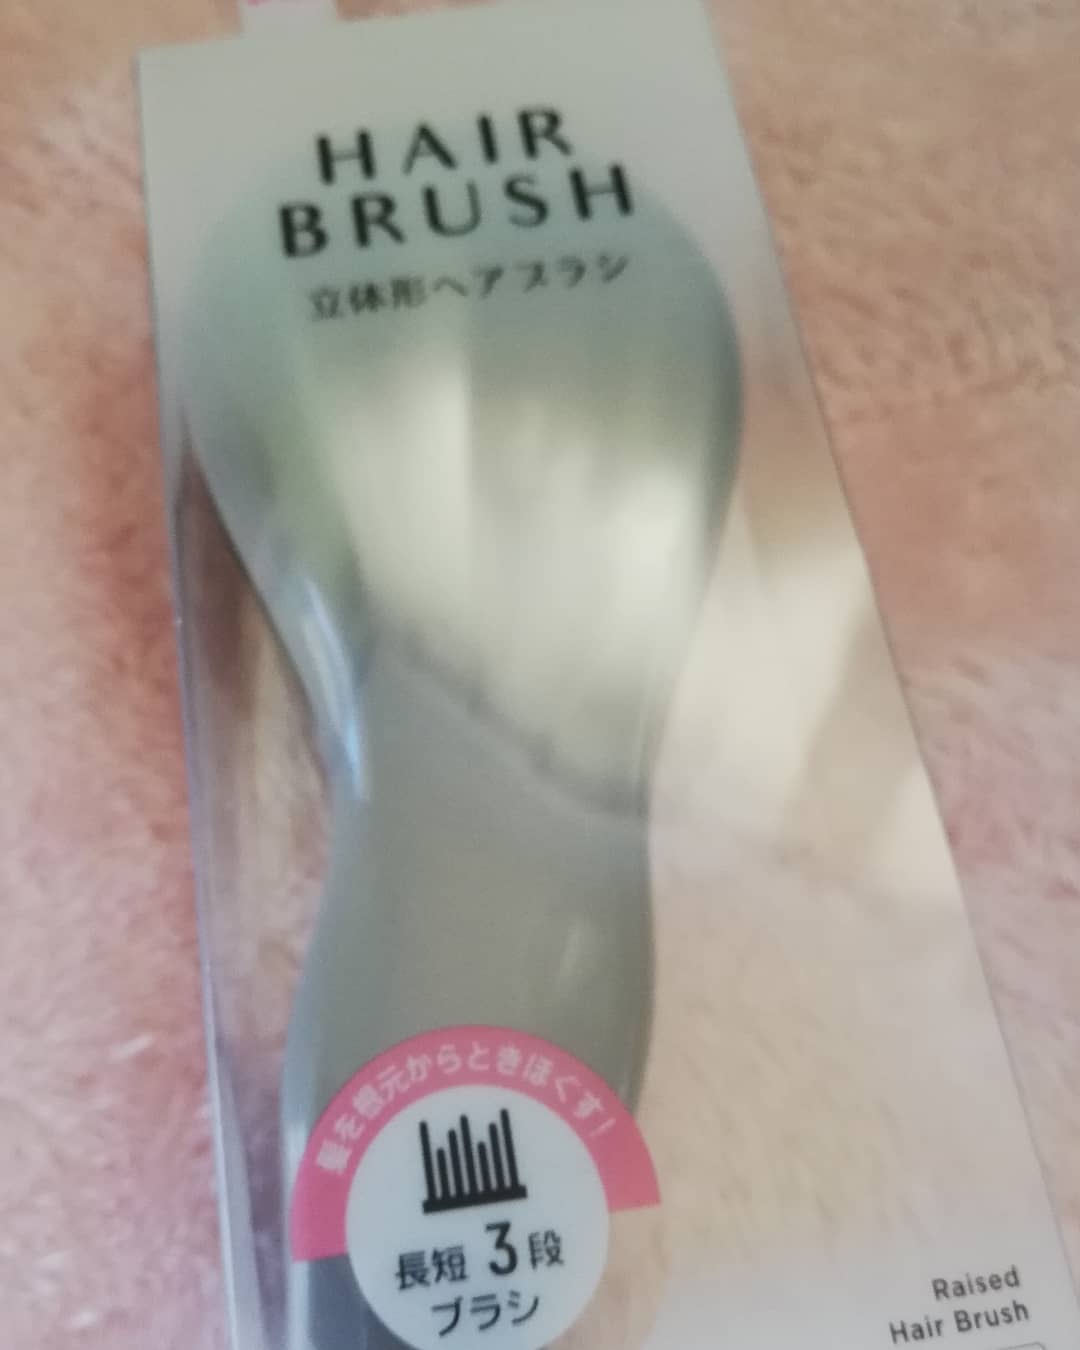 HAIR
BRUSH
立体形ヘアブラシ
髪を根元からときほぐす!
長短 3段
ブラシ
Raised
Hair Brush